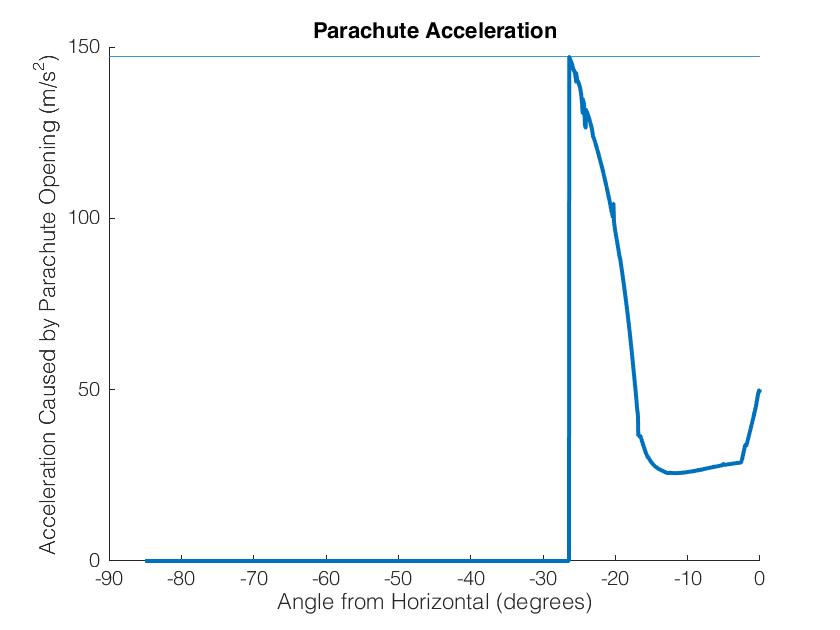 Parachute Acceleration
Acceleration Caused by Parachute Opening (m/s²)
150
100
50
0
-90 -80 -70 -60 -50 -40 -30 -20 -10 0
Angle from Horizontal (degrees)